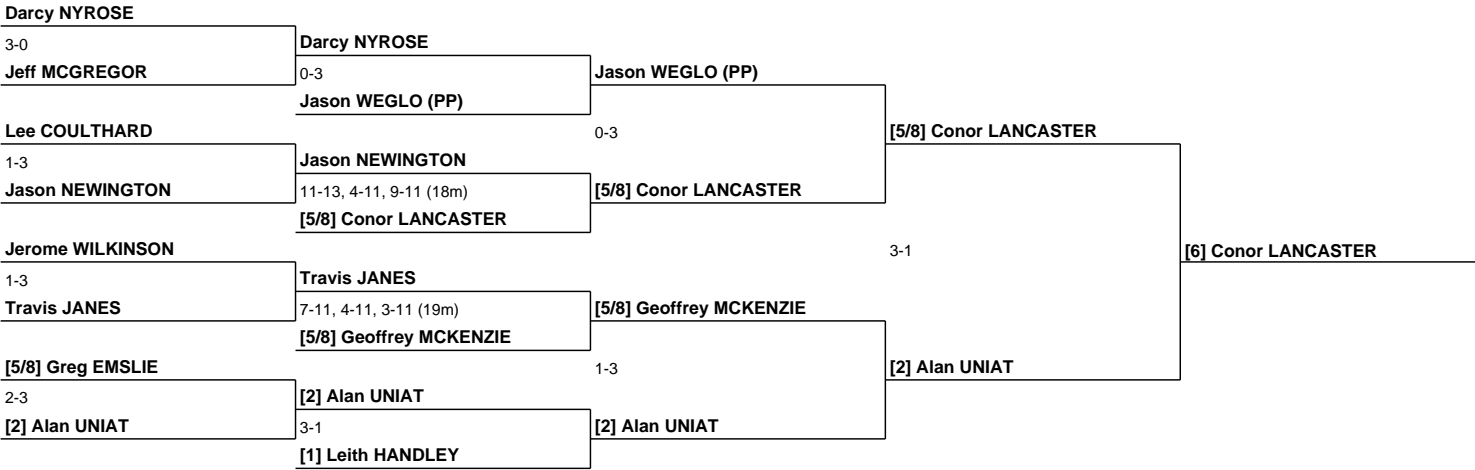 Darcy NYROSE
3-0
Jeff MCGREGOR
Lee COULTHARD
1-3
Jason NEWINGTON
Jerome WILKINSON
1-3
Travis JANES
[5/8] Greg EMSLIE
2-3
[2] Alan UNIAT
Darcy NYROSE
0-3
Jason WEGLO (PP)
Jason NEWINGTON
11-13, 4-11, 9-11 (18m)
[5/8] Conor LANCASTER
Travis JANES
7-11, 4-11, 3-11 (19m)
[5/8] Geoffrey MCKENZIE
[2] Alan UNIAT
3-1
[1] Leith HANDLEY
Jason WEGLO (PP)
0-3
[5/8] Conor LANCASTER
[5/8] Geoffrey MCKENZIE
1-3
[2] Alan UNIAT
[5/8] Conor LANCASTER
3-1
[2] Alan UNIAT
[6] Conor LANCASTER